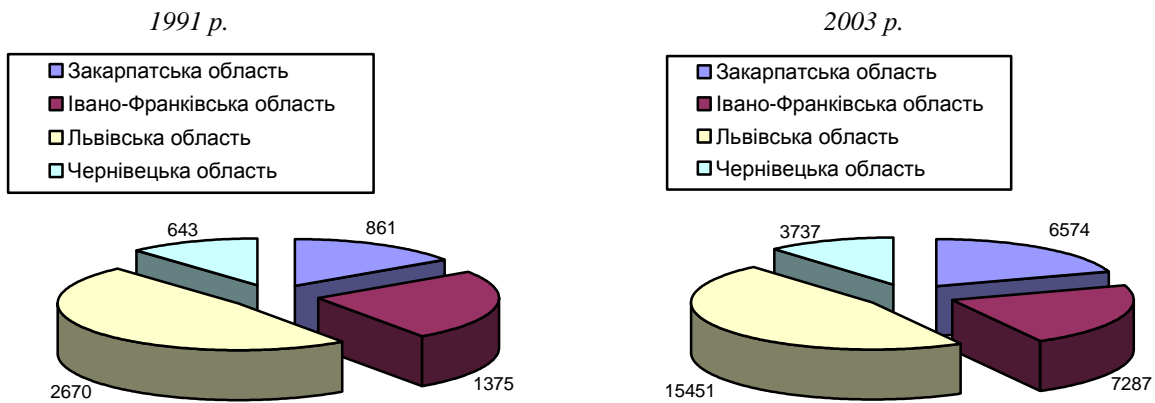 1991 р.
Закарпатська область
Івано-Франківська область
Львівська область
Чернівецька область
643
861
2670
1375
2003 р.
Закарпатська область
Івано-Франківська область
Львівська область
Чернівецька область
3737
6574
15451
7287